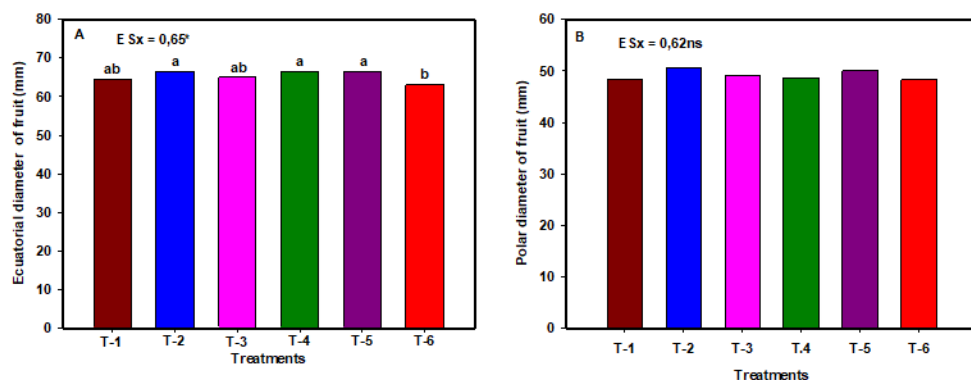 A
E Sx = 0,65*
80
70
60
50
40
30
20
10
0
Ecuatorial diameter of fruit (mm)
ab
a
ab
a
a
b
T-1
T-2
T-3
T-4
T-5
T-6
Treatments
B
E Sx = 0,62ns
60
50
40
30
20
10
0
Polar diameter of fruit (mm)
T-1
T-2
T-3
T.4
T-5
T-6
Treatments